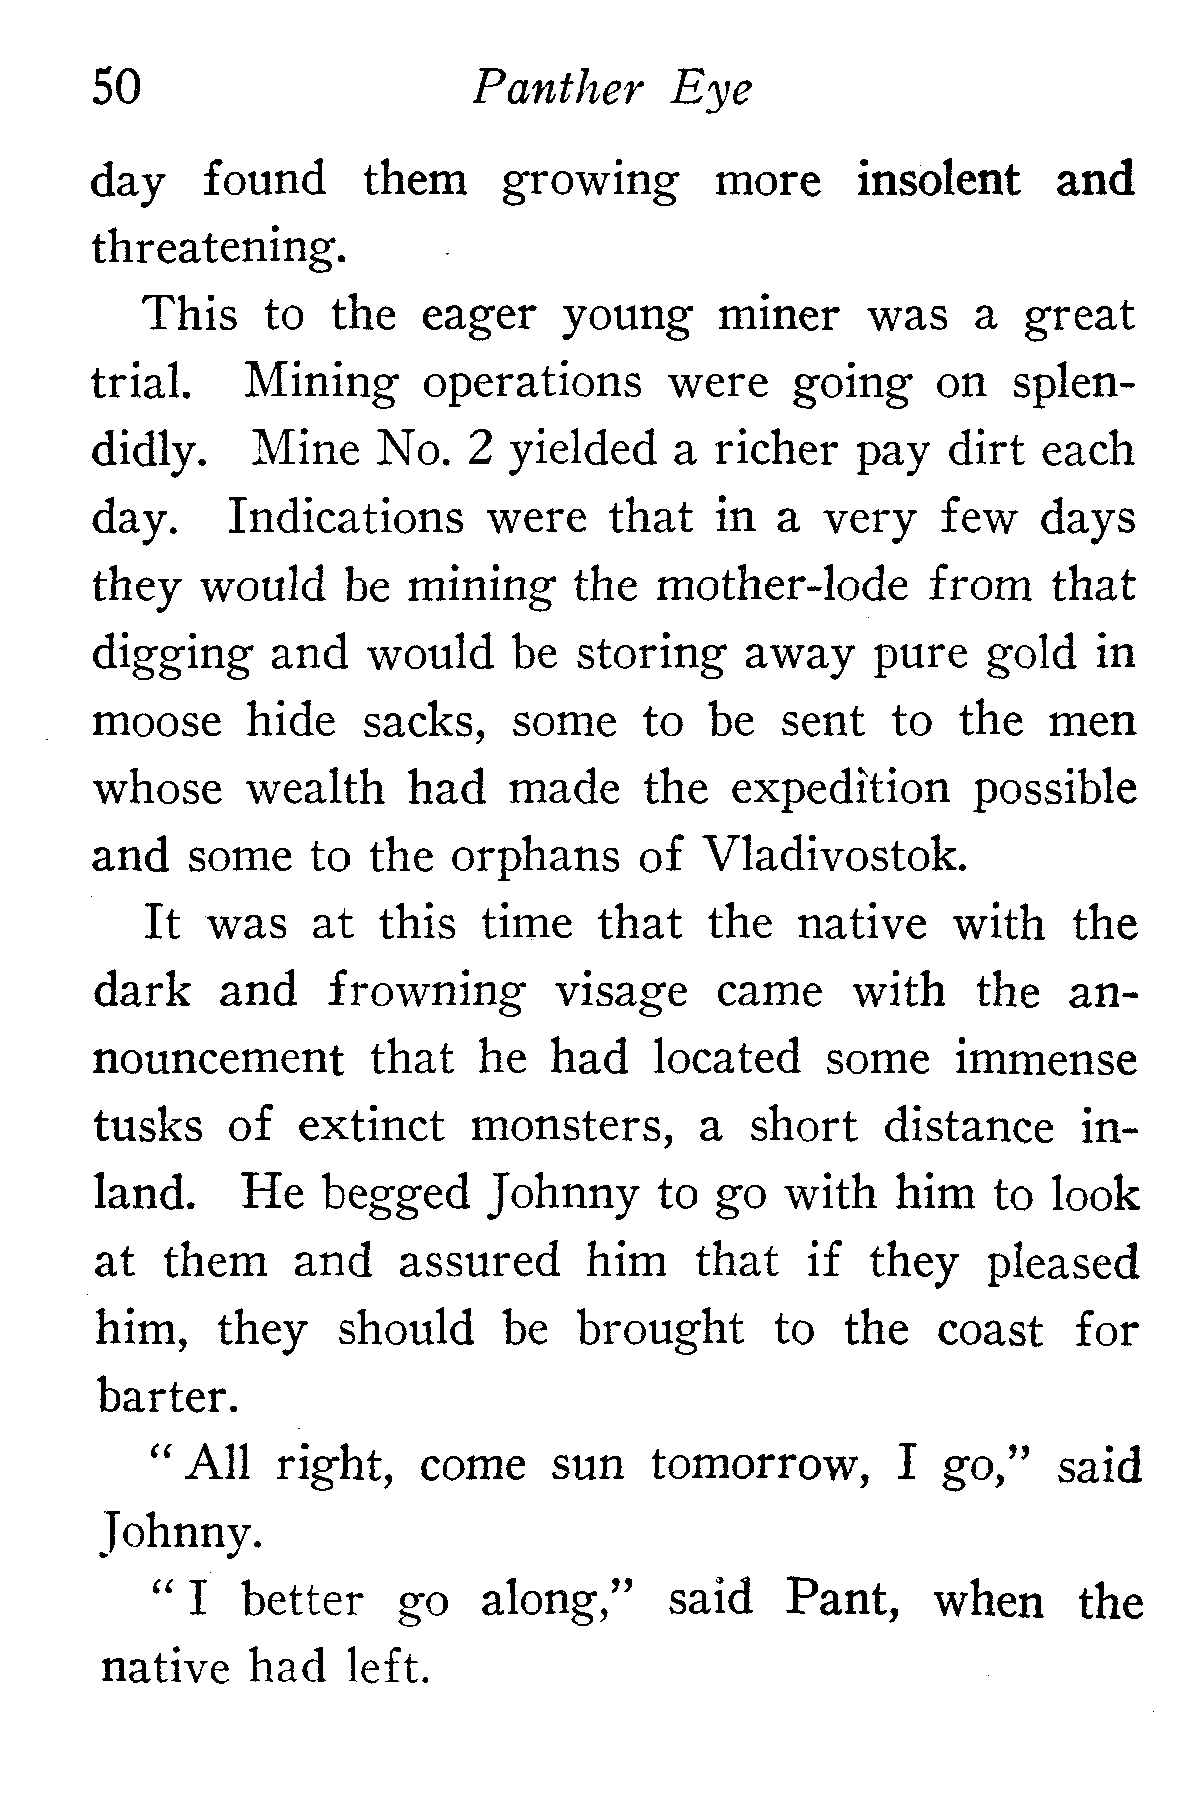 50 Panther Eye
day found them growing more insolent and
threatening.
This to the eager young miner was a great
trial. Mining operations were going on splen-
didly. Mine No. 2 yielded a richer pay dirt each
day. Indications were that in a very few days
they would be mining the mother-lode from that
digging and would be storing away pure gold in
moose hide sacks, some to be sent to the men
whose wealth had made the expedition possible
and some to the orphans of Vladivostok.
It was at this time that the native with the
dark and frowning visage came with the an-
nouncement that he had located some immense
tusks of extinct monsters, a short distance in-
land. He begged Johnny to go with him to look
at them and assured him that if they pleased
him, they should be brought to the coast for
barter.
“ All right, come sun tomorrow, I go,” said
Johnny.
“ I better go along,” said Pant, when the
native had left.